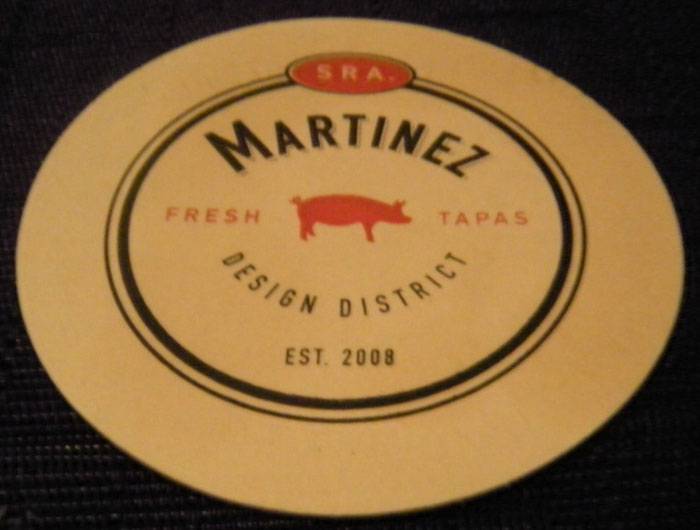 SRA.
MARTINEZ
FRESH TAPAS
DESIGN DISTRICT
EST. 2008